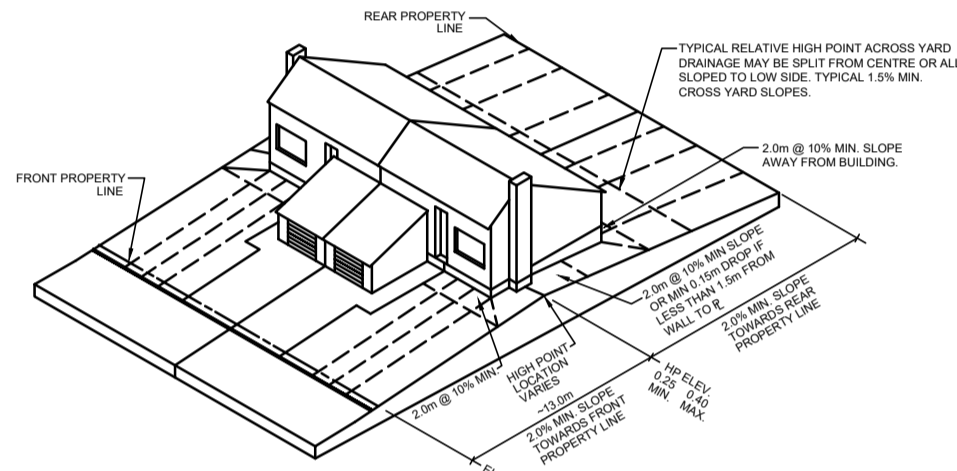 REAR PROPERTY
LINE
TYPICAL RELATIVE HIGH POINT ACROSS YARD
DRAINAGE MAY BE SPLIT FROM CENTRE OR ALL
SLOPED TO LOW SIDE. TYPICAL 1.5% MIN.
CROSS YARD SLOPES.
2.0m @ 10% MIN. SLOPE
AWAY FROM BUILDING.
FRONT PROPERTY
LINE
2.0m @ 10% MIN SLOPE
OR MIN 0.15m DROP IF
LESS THAN 1.5m FROM
WALL TO ⅊
2.0% MIN. SLOPE
TOWARDS REAR
PROPERTY LINE
2.0m @ 10% MIN
HIGH POINT
LOCATION
VARIES
HP ELEV.
0.25 0.40
MIN. MAX.
~13.0m
2.0% MIN. SLOPE
TOWARDS FRONT
PROPERTY LINE